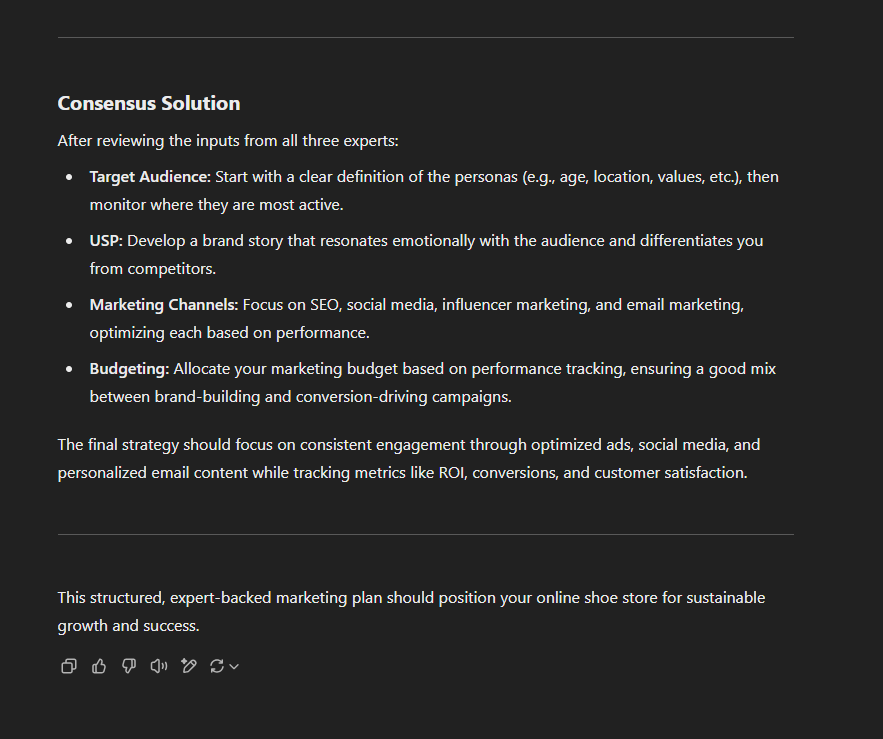 Consensus Solution
After reviewing the inputs from all three experts:
Target Audience: Start with a clear definition of the personas (e.g., age, location, values, etc.), then
monitor where they are most active.
USP: Develop a brand story that resonates emotionally with the audience and differentiates you
from competitors.
Marketing Channels: Focus on SEO, social media, influencer marketing, and email marketing,
optimizing each based on performance.
Budgeting: Allocate your marketing budget based on performance tracking, ensuring a good mix
between brand-building and conversion-driving campaigns.
The final strategy should focus on consistent engagement through optimized ads, social media, and
personalized email content while tracking metrics like ROI, conversions, and customer satisfaction.
This structured, expert-backed marketing plan should position your online shoe store for sustainable
growth and success.